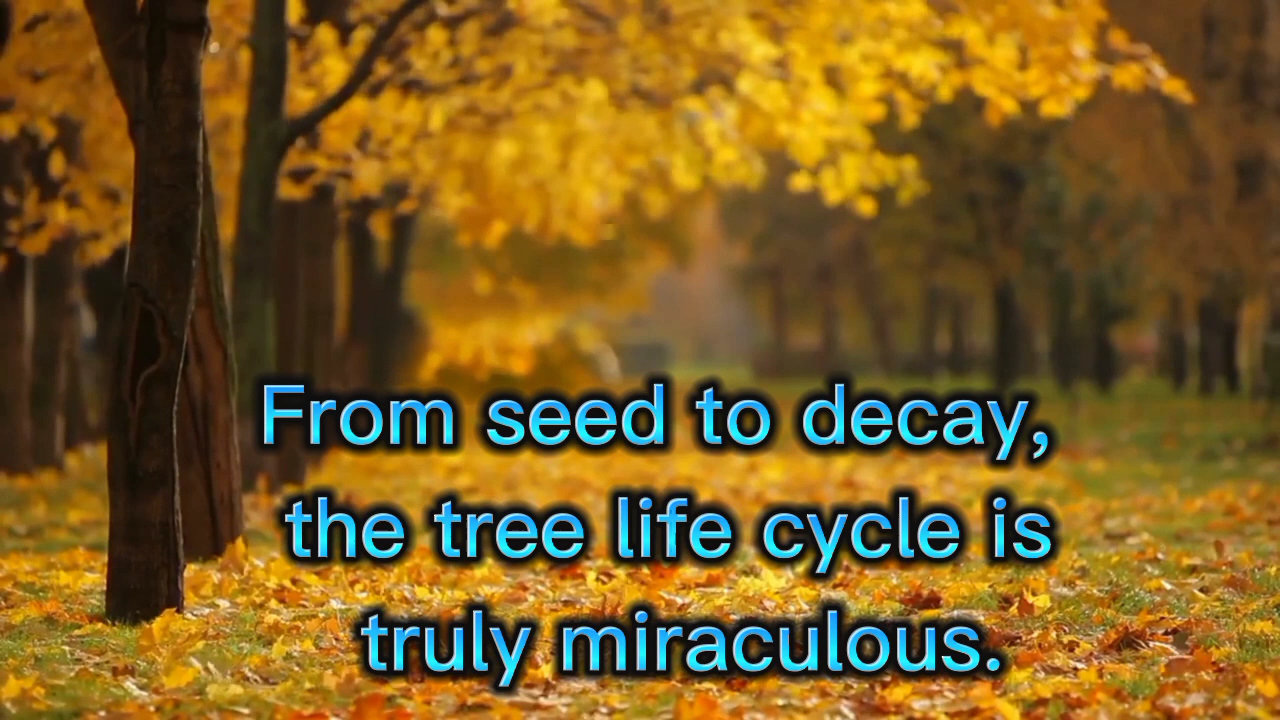 From seed to decay,
the tree life cycle is
truly miraculous.